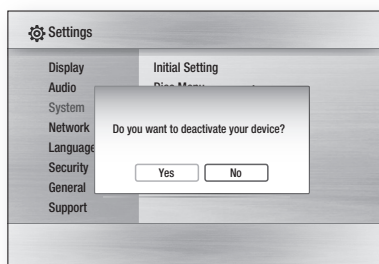 Settings
Display
Initial Setting
Audio
System
Network
Do you want to deactivate your device?
Language
Security
Yes
No
General
Support